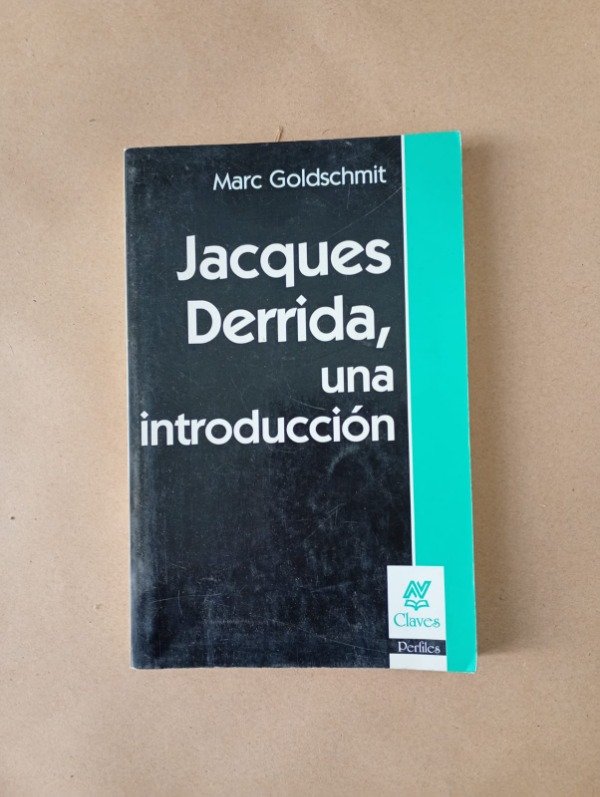 Marc Goldschmit
Jacques
Derrida,
una
introducción
Claves
Perfiles